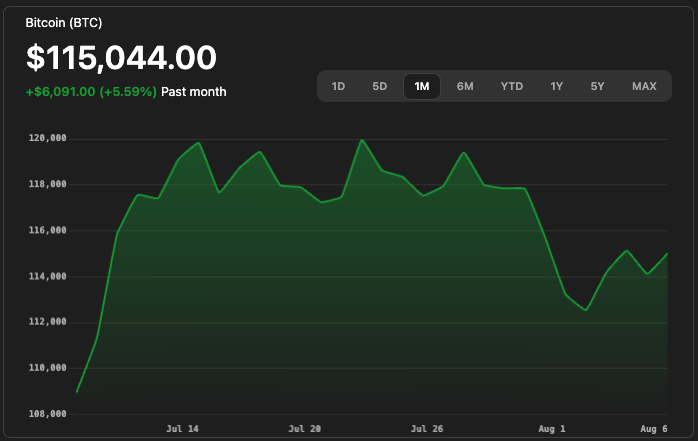 Bitcoin (BTC)
$115,044.00
+$6,091.00 (+5.59%) Past month
1D 5D 1M 6M YTD 1Y 5Y MAX
120,000
118,000
116,000
114,000
112,000
110,000
108,000
Jul 14 Jul 20 Jul 26 Aug 1 Aug 6